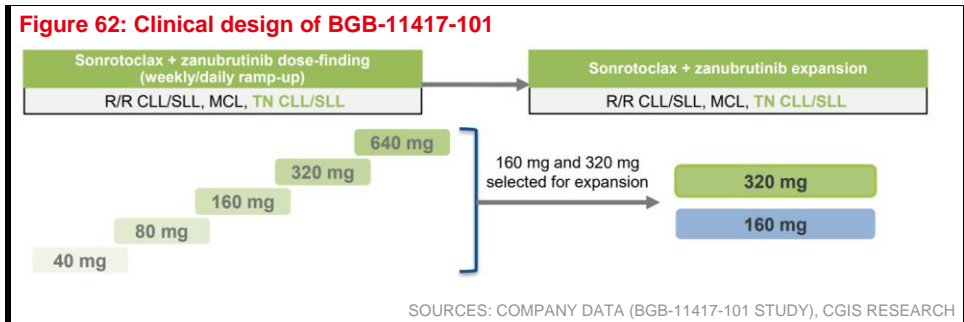 Figure 62: Clinical design of BGB-11417-101
Sonrotoclax + zanubrutinib dose-finding
(weekly/daily ramp-up)
R/R CLL/SLL, MCL, TN CLL/SLL
Sonrotoclax + zanubrutinib expansion
R/R CLL/SLL, MCL, TN CLL/SLL
640 mg
320 mg
160 mg
80 mg
40 mg
160 mg and 320 mg
selected for expansion
320 mg
160 mg
SOURCES: COMPANY DATA (BGB-11417-101 STUDY), CGIS RESEARCH